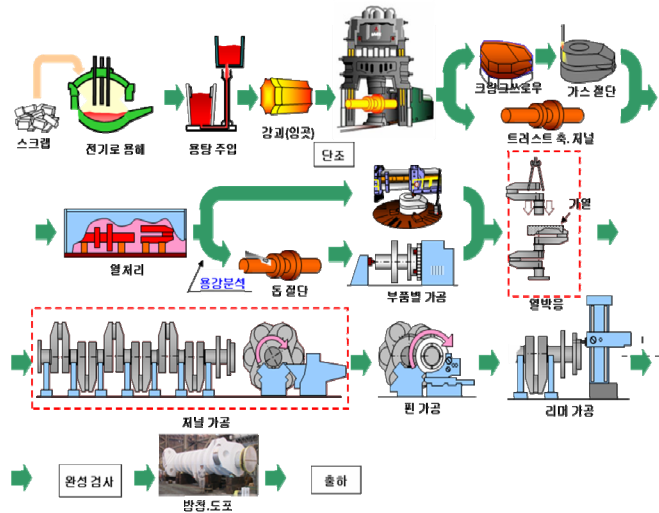 크랭크쓰로우
가스 절단
스크랩
전기로 용해
용탕 주입
강괴(잉곳)
단조
트러스트 축. 저널
가열
열처리
용강분석
톱 절단
부품별 가공
열박음
저널 가공
핀 가공
리머 가공
완성 검사
방청.도포
출하